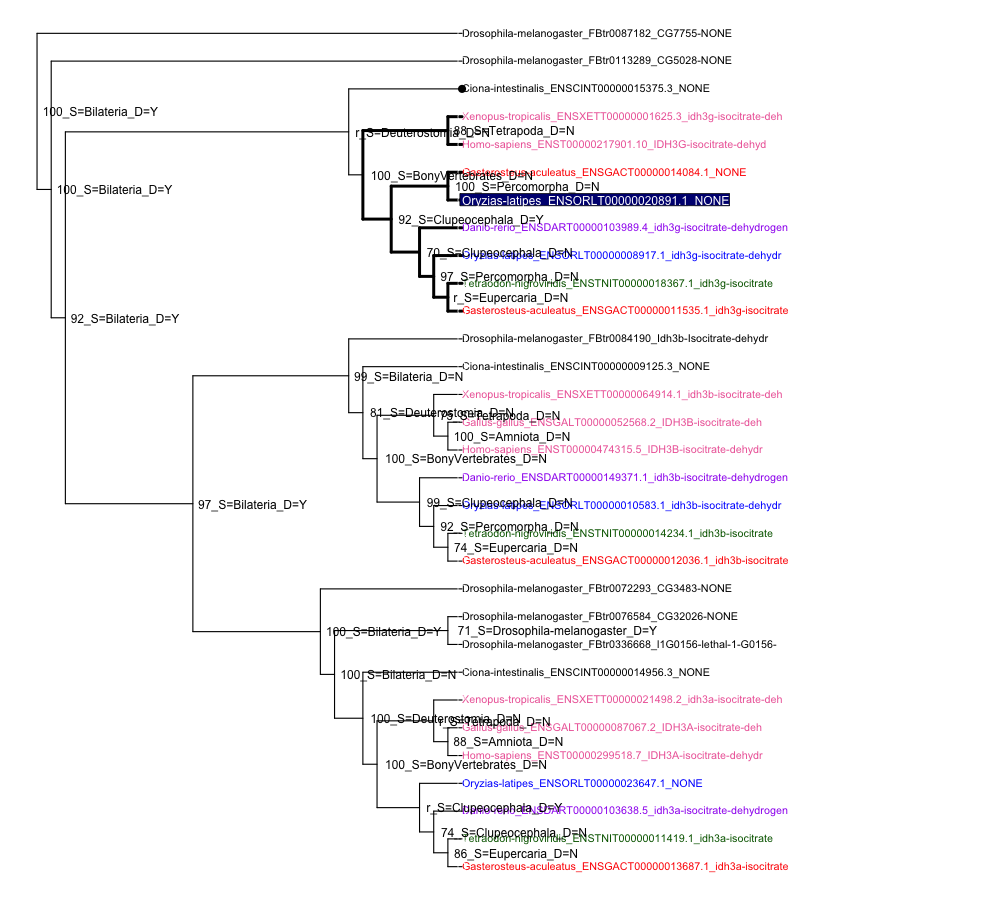 Drosophila-melanogaster_FBtr0087182_CG7755-NONE
Drosophila-melanogaster_FBtr0113289_CG5028-NONE
Ciona-intestinalis_ENSCINT00000015375.3_NONE
100_S=Bilateria_D=Y
Xenopus-tropicalis_ENSXETT00000001625.3_idh3g-isocitrate-deh
88_S=Tetrapoda_D=N
r_S=Deuterostomia_D=N
Homo-sapiens_ENST00000217901.10_IDH3G-isocitrate-dehyd
Gasterosteus-aculeatus_ENSGACT00000014084.1_NONE
100_S=BonyVertebrates_D=N
100_S=Percomorpha_D=N
100_S=Bilateria_D=Y
Oryzias-latipes_ENSORLT00000020891.1_NONE
92_S=Clupeocephala_D=Y
Danio-rerio_ENSDART00000103989.4_idh3g-isocitrate-dehydrogen
70_S=Clupeocephala_D=N
Oryzias-latipes_ENSORLT00000008917.1_idh3g-isocitrate-dehydr
97_S=Percomorpha_D=N
Tetraodon-nigroviridis_ENSTNIT00000018367.1_idh3g-isocitrate
r_S=Eupercaria_D=N
Gasterosteus-aculeatus_ENSGACT00000011535.1_idh3g-isocitrate
92_S=Bilateria_D=Y
Drosophila-melanogaster_FBtr0084190_Idh3b-Isocitrate-dehydr
Ciona-intestinalis_ENSCINT00000009125.3_NONE
99_S=Bilateria_D=N
Xenopus-tropicalis_ENSXETT00000064914.1_idh3b-isocitrate-deh
81_S=Deuterostomia_D=N
75_S=Tetrapoda_D=N
Gallus-gallus_ENSGALT00000052568.2_IDH3B-isocitrate-deh
100_S=Amniota_D=N
Homo-sapiens_ENST00000474315.5_IDH3B-isocitrate-dehydr
100_S=BonyVertebrates_D=N
Danio-rerio_ENSDART00000149371.1_idh3b-isocitrate-dehydrogen
99_S=Clupeocephala_D=N
97_S=Bilateria_D=Y
Oryzias-latipes_ENSORLT00000010583.1_idh3b-isocitrate-dehydr
92_S=Percomorpha_D=N
Tetraodon-nigroviridis_ENSTNIT00000014234.1_idh3b-isocitrate
74_S=Eupercaria_D=N
Gasterosteus-aculeatus_ENSGACT00000012036.1_idh3b-isocitrate
Drosophila-melanogaster_FBtr0072293_CG3483-NONE
Drosophila-melanogaster_FBtr0076584_CG32026-NONE
100_S=Bilateria_D=Y
71_S=Drosophila-melanogaster_D=Y
Drosophila-melanogaster_FBtr0336668_l1G0156-lethal-1-G0156-
Ciona-intestinalis_ENSCINT00000014956.3_NONE
100_S=Bilateria_D=N
Xenopus-tropicalis_ENSXETT00000021498.2_idh3a-isocitrate-deh
100_S=Deuterostomia_D=N
r_S=Tetrapoda_D=N
Gallus-gallus_ENSGALT00000087067.2_IDH3A-isocitrate-deh
88_S=Amniota_D=N
Homo-sapiens_ENST00000299518.7_IDH3A-isocitrate-dehydr
100_S=BonyVertebrates_D=N
Oryzias-latipes_ENSORLT00000023647.1_NONE
r_S=Clupeocephala_D=Y
Danio-rerio_ENSDART00000103638.5_idh3a-isocitrate-dehydrogen
74_S=Clupeocephala_D=N
Tetraodon-nigroviridis_ENSTNIT00000011419.1_idh3a-isocitrate
86_S=Eupercaria_D=N
Gasterosteus-aculeatus_ENSGACT00000013687.1_idh3a-isocitrate